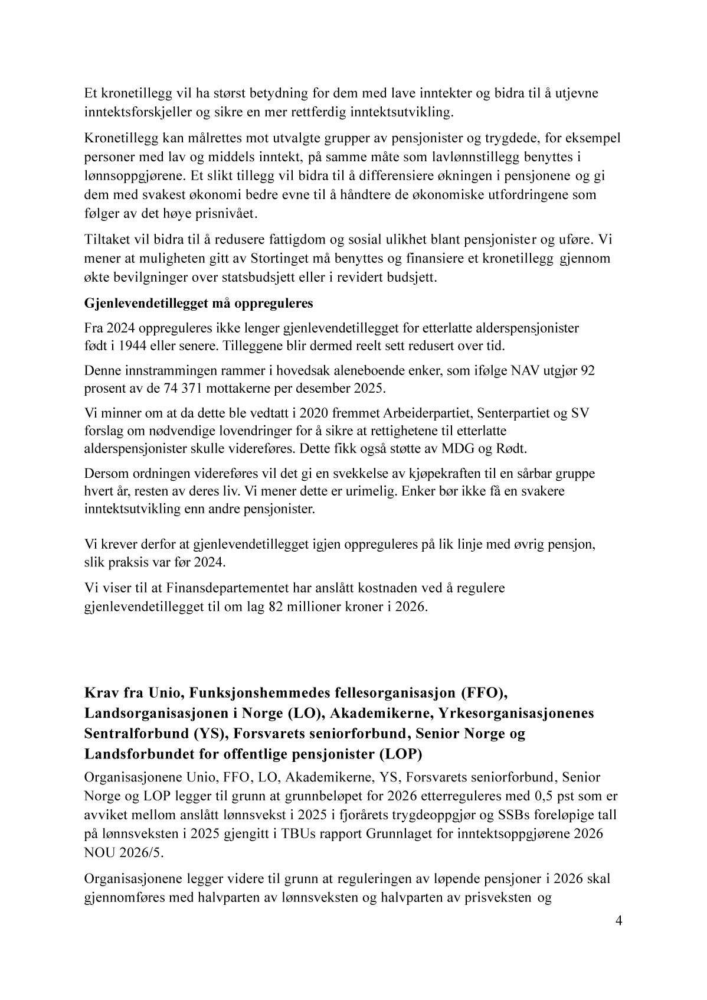 Et kronetillegg vil ha størst betydning for dem med lave inntekter og bidra til å utjevne
inntektsforskjeller og sikre en mer rettferdig inntektsutvikling.
Kronetillegg kan målrettes mot utvalgte grupper av pensjonister og trygdede, for eksempel
personer med lav og middels inntekt, på samme måte som lavlønnstillegg benyttes i
lønnsoppgjørene. Et slikt tillegg vil bidra til å differensiere økningen i pensjonene og gi
dem med svakest økonomi bedre evne til å håndtere de økonomiske utfordringene som
følger av det høye prisnivået.
Tiltaket vil bidra til å redusere fattigdom og sosial ulikhet blant pensjonister og uføre. Vi
mener at muligheten gitt av Stortinget må benyttes og finansiere et kronetillegg gjennom
økte bevilgninger over statsbudsjett eller i revidert budsjett.
Gjenlevendetillegget må oppreguleres
Fra 2024 oppreguleres ikke lenger gjenlevendetillegget for etterlatte alderspensjonister
født i 1944 eller senere. Tilleggene blir dermed reelt sett redusert over tid.
Denne innstrammingen rammer i hovedsak aleneboende enker, som ifølge NAV utgjør 92
prosent av de 74 371 mottakerne per desember 2025.
Vi minner om at da dette ble vedtatt i 2020 fremmet Arbeiderpartiet, Senterpartiet og SV
forslag om nødvendige lovendringer for å sikre at rettighetene til etterlatte
alderspensjonister skulle videreføres. Dette fikk også støtte av MDG og Rødt.
Dersom ordningen videreføres vil det gi en svekkelse av kjøpekraften til en sårbar gruppe
hvert år, resten av deres liv. Vi mener dette er urimelig. Enker bør ikke få en svakere
inntektsutvikling enn andre pensjonister.
Vi krever derfor at gjenlevendetillegget igjen oppreguleres på lik linje med øvrig pensjon,
slik praksis var før 2024.
Vi viser til at Finansdepartementet har anslått kostnaden ved å regulere
gjenlevendetillegget til om lag 82 millioner kroner i 2026.
Krav fra Unio, Funksjonshemmedes fellesorganisasjon (FFO),
Landsorganisasjonen i Norge (LO), Akademikerne, Yrkesorganisasjonenes
Sentralforbund (YS), Forsvarets seniorforbund, Senior Norge og
Landsforbundet for offentlige pensjonister (LOP)
Organisasjonene Unio, FFO, LO, Akademikerne, YS, Forsvarets seniorforbund, Senior
Norge og LOP legger til grunn at grunnbeløpet for 2026 etterreguleres med 0,5 pst som er
avviket mellom anslått lønnsvekst i 2025 i fjorårets trygdeoppgjør og SSBs foreløpige tall
på lønnsveksten i 2025 gjengitt i TBUs rapport Grunnlaget for inntektsoppgjørene 2026
NOU 2026/5.
Organisasjonene legger videre til grunn at reguleringen av løpende pensjoner i 2026 skal
gjennomføres med halvparten av lønnsveksten og halvparten av prisveksten og
4